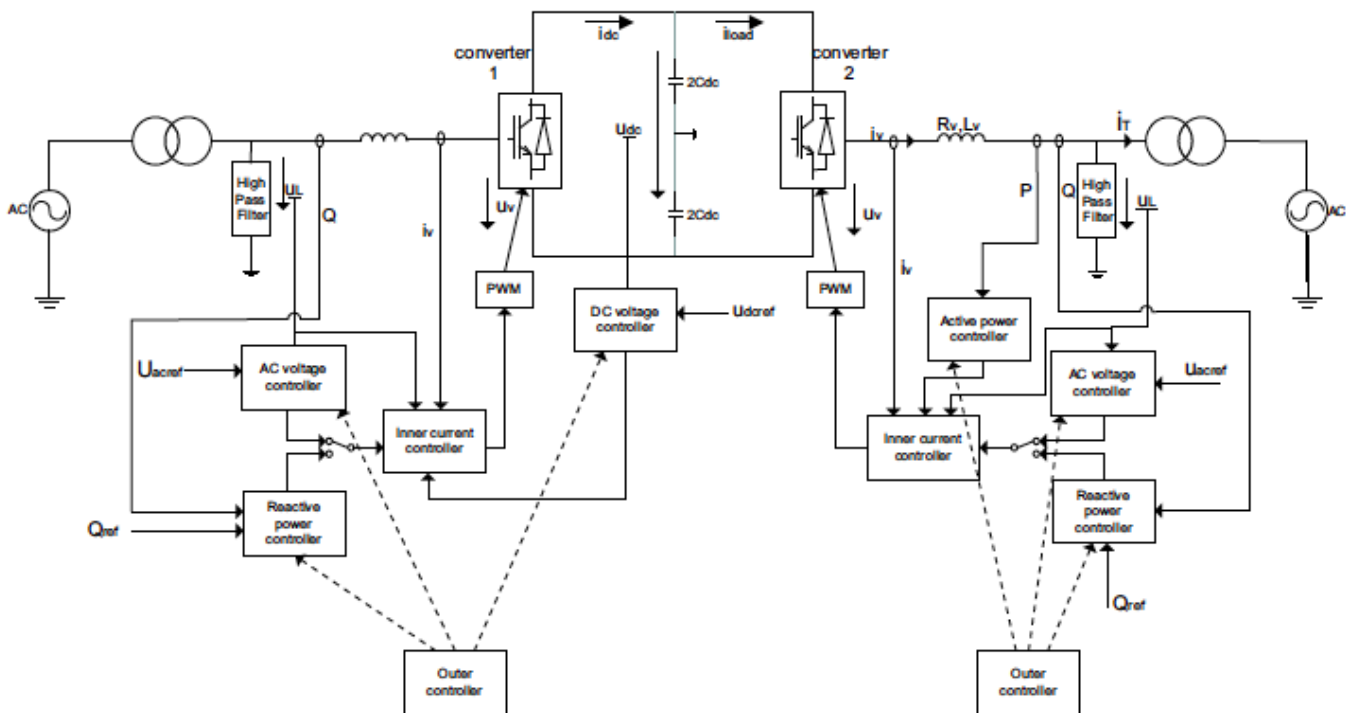 idc
iload
converter
1
converter
2
2Cdc
udc
2Cdc
AC
High
Pass
Filter
uL
Q
iv
uv
PWM
DC voltage
controller
udcref
Uacref
AC voltage
controller
Inner current
controller
Reactive
power
controller
Qref
Outer
controller
iv
Rv,Lv
iT
uv
P
Q
High
Pass
Filter
uL
AC
iv
PWM
Active power
controller
AC voltage
controller
uacref
Inner current
controller
Reactive
power
controller
Qref
Outer
controller